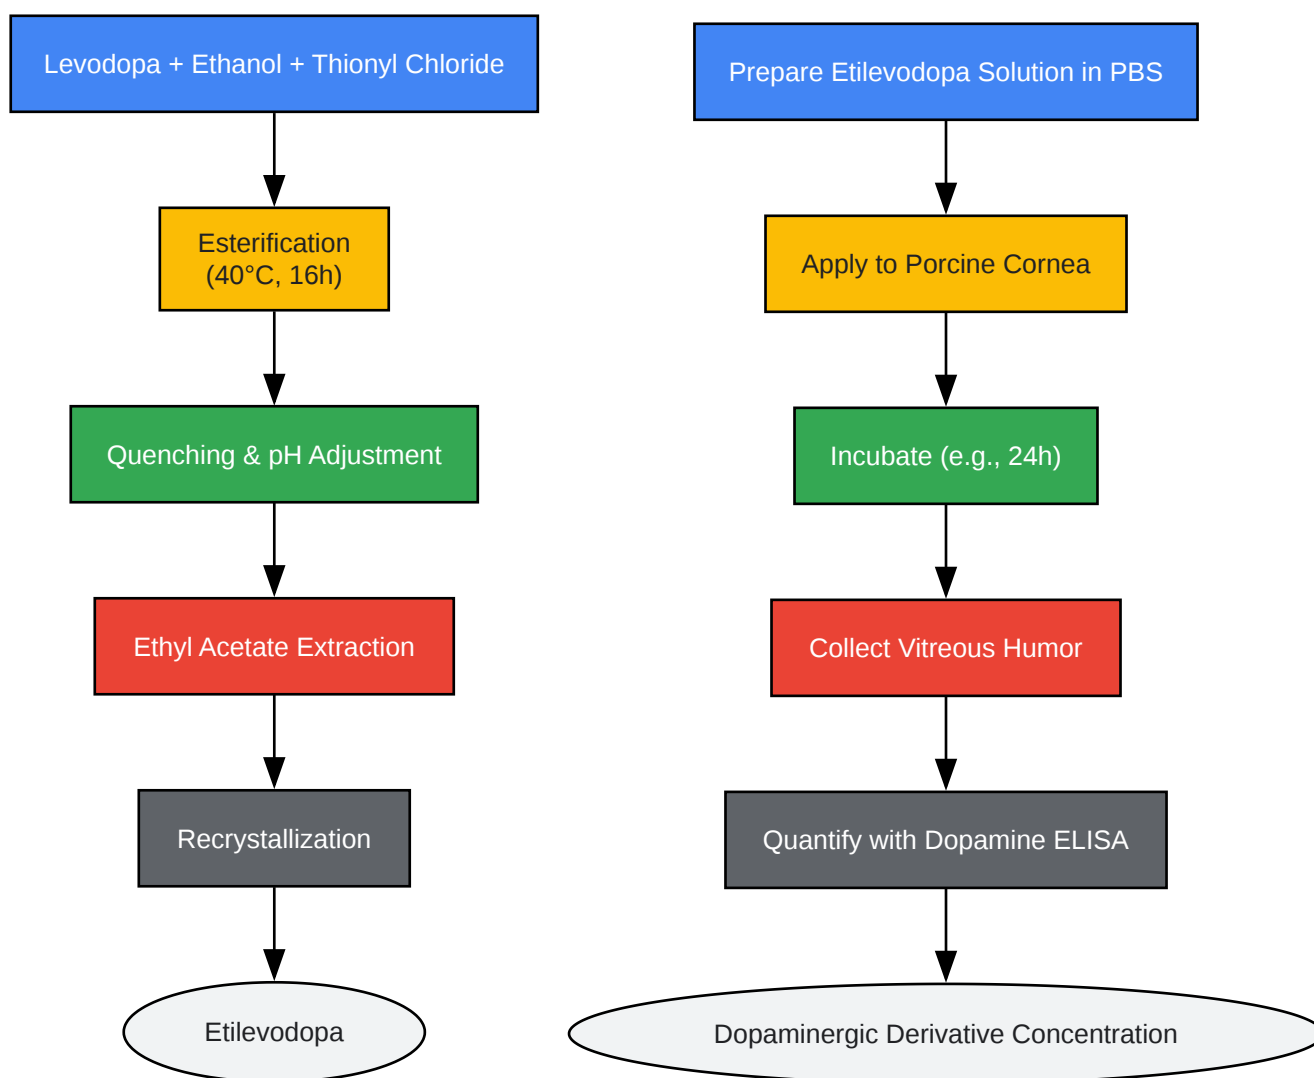 Levodopa + Ethanol + Thionyl Chloride
Esterification
(40°C, 16h)
Quenching & pH Adjustment
Ethyl Acetate Extraction
Recrystallization
Etilevodopa
Prepare Etilevodopa Solution in PBS
Apply to Porcine Cornea
Incubate (e.g., 24h)
Collect Vitreous Humor
Quantify with Dopamine ELISA
Dopaminergic Derivative Concentration